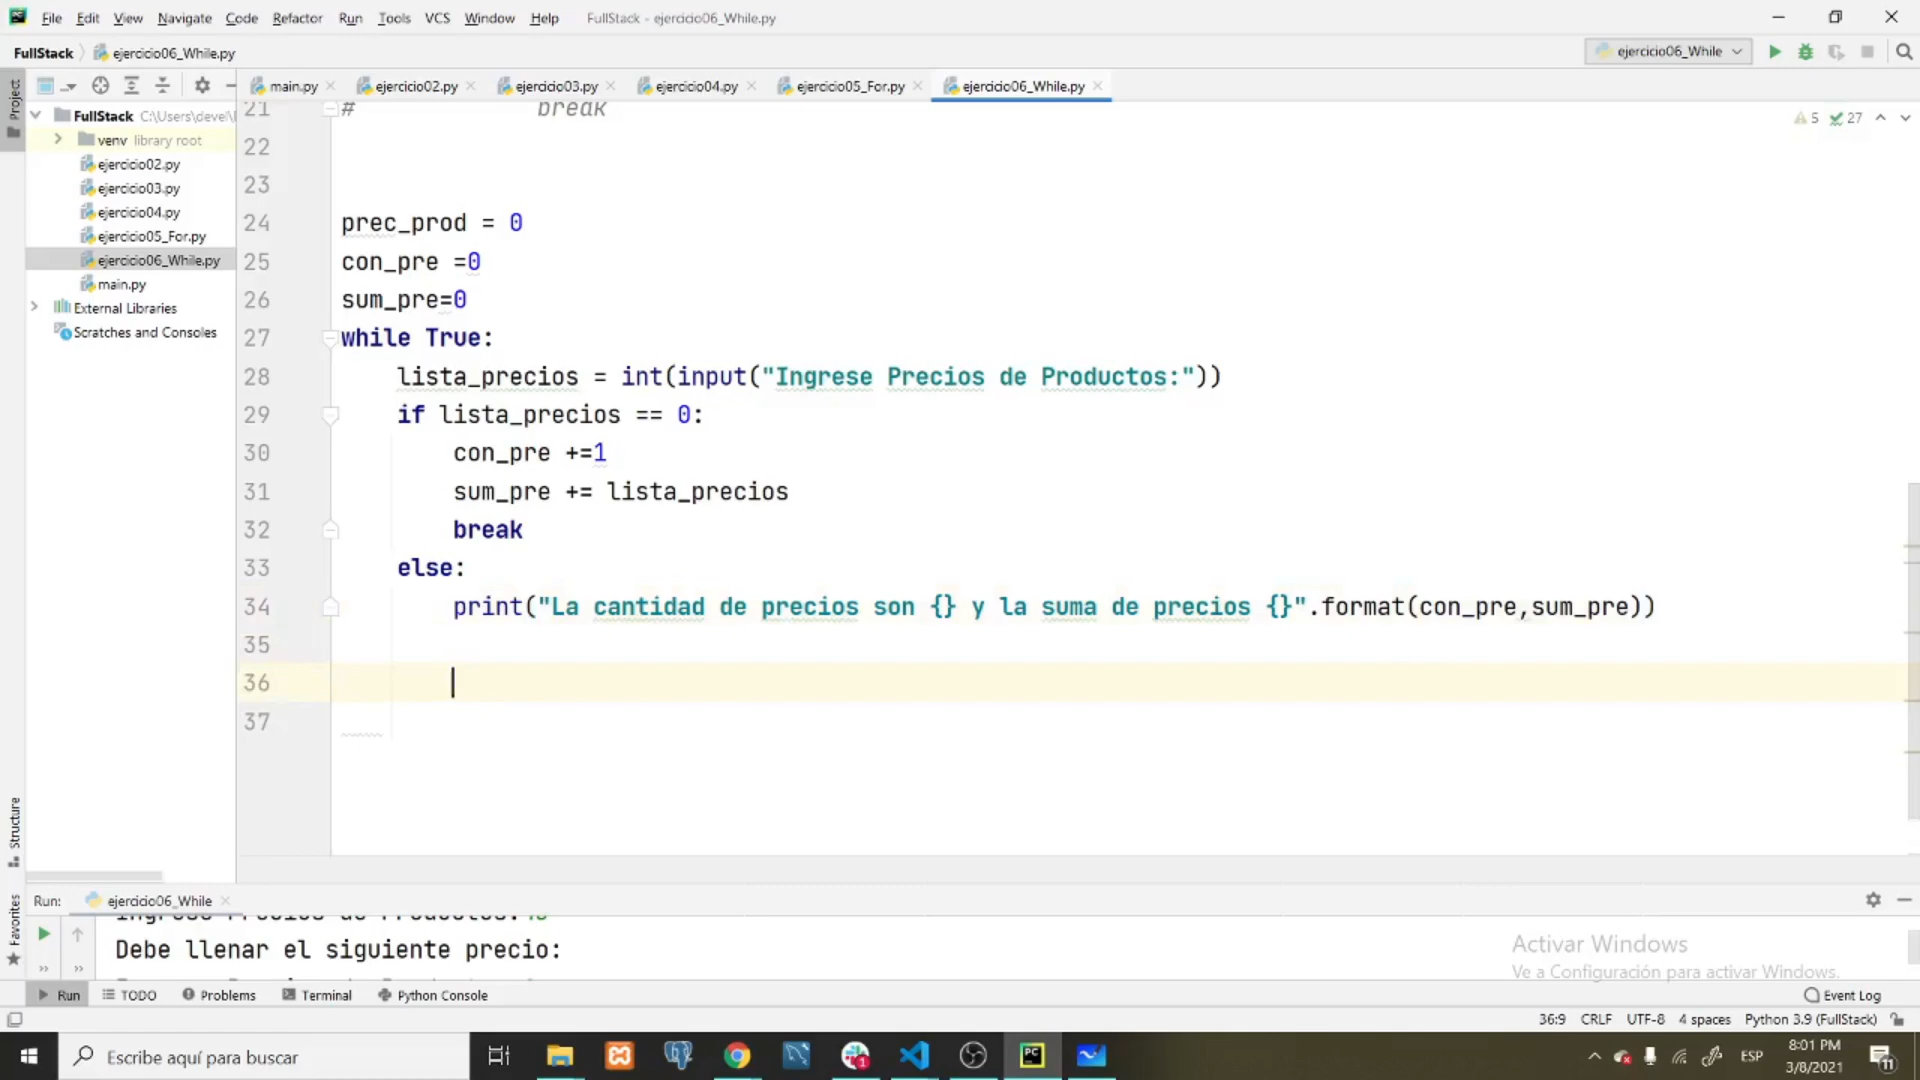 File Edit View Navigate Code Refactor Run Tools VCS Window Help FullStack - ejercicio06_While.py
FullStack ejercicio06_While.py ejercicio06_While
Project main.py ejercicio02.py ejercicio03.py ejercicio04.py ejercicio05_For.py ejercicio06_While.py
FullStack C:\Users\devel\
venv library root
ejercicio02.py
ejercicio03.py
ejercicio04.py
ejercicio05_For.py
ejercicio06_While.py
main.py
External Libraries
Scratches and Consoles
5 27
21 # break
22
23
24 prec_prod = 0
25 con_pre =0
26 sum_pre=0
27 while True:
28 lista_precios = int(input("Ingrese Precios de Productos:"))
29 if lista_precios == 0:
30 con_pre +=1
31 sum_pre += lista_precios
32 break
33 else:
34 print("La cantidad de precios son {} y la suma de precios {}".format(con_pre,sum_pre))
35
36
37
Structure
Favorites
Run: ejercicio06_While
Debe llenar el siguiente precio:
Activar Windows
Ve a Configuración para activar Windows.
Run TODO Problems Terminal Python Console Event Log
36:9 CRLF UTF-8 4 spaces Python 3.9 (FullStack)
Escribe aquí para buscar
1
PC
ESP
8:01 PM
3/8/2021
11